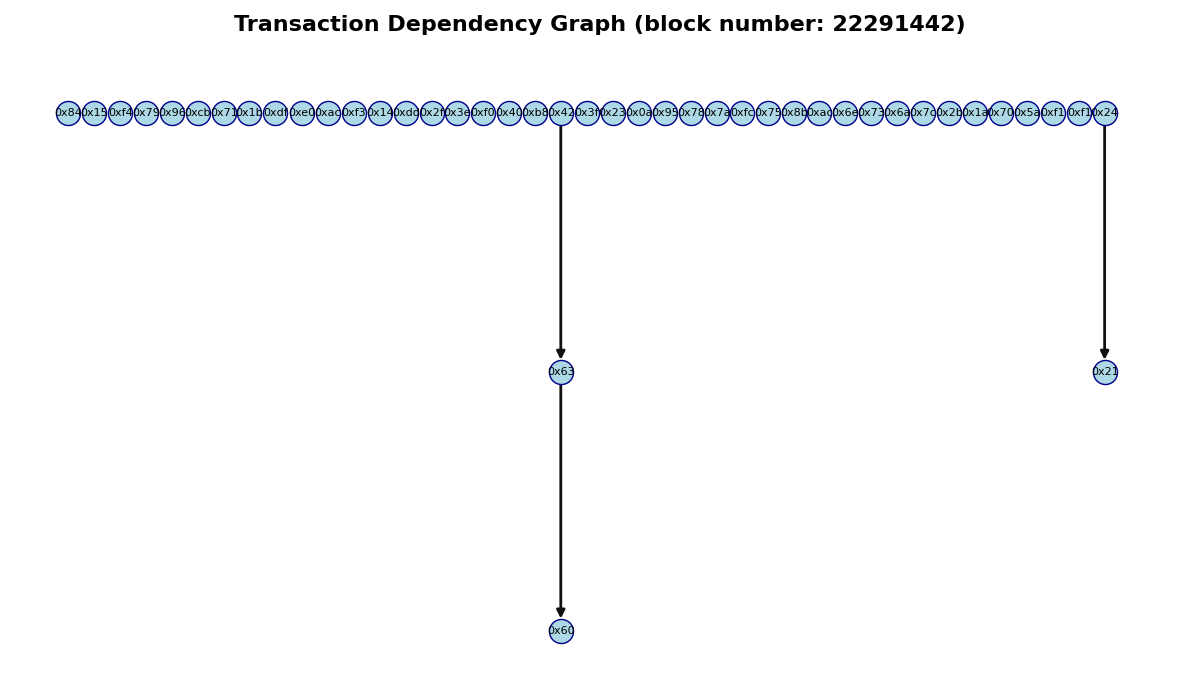 Transaction Dependency Graph (block number: 22291442)
0x84 0x15 0xf4 0x79 0x96 0xcb 0x71 0x1b 0xdf 0xe0 0xac 0xf3 0x14 0xdd 0x2f 0x3e 0xf0 0x40 0xb8 0x42 0x3f 0x23 0x0a 0x95 0x78 0x7a 0xfc 0x75 0x8b 0xac 0x6e 0x73 0x6a 0x7c 0x2b 0x1a 0x70 0x5a 0xf1 0xf1 0x24
0x63 0x21
0x60